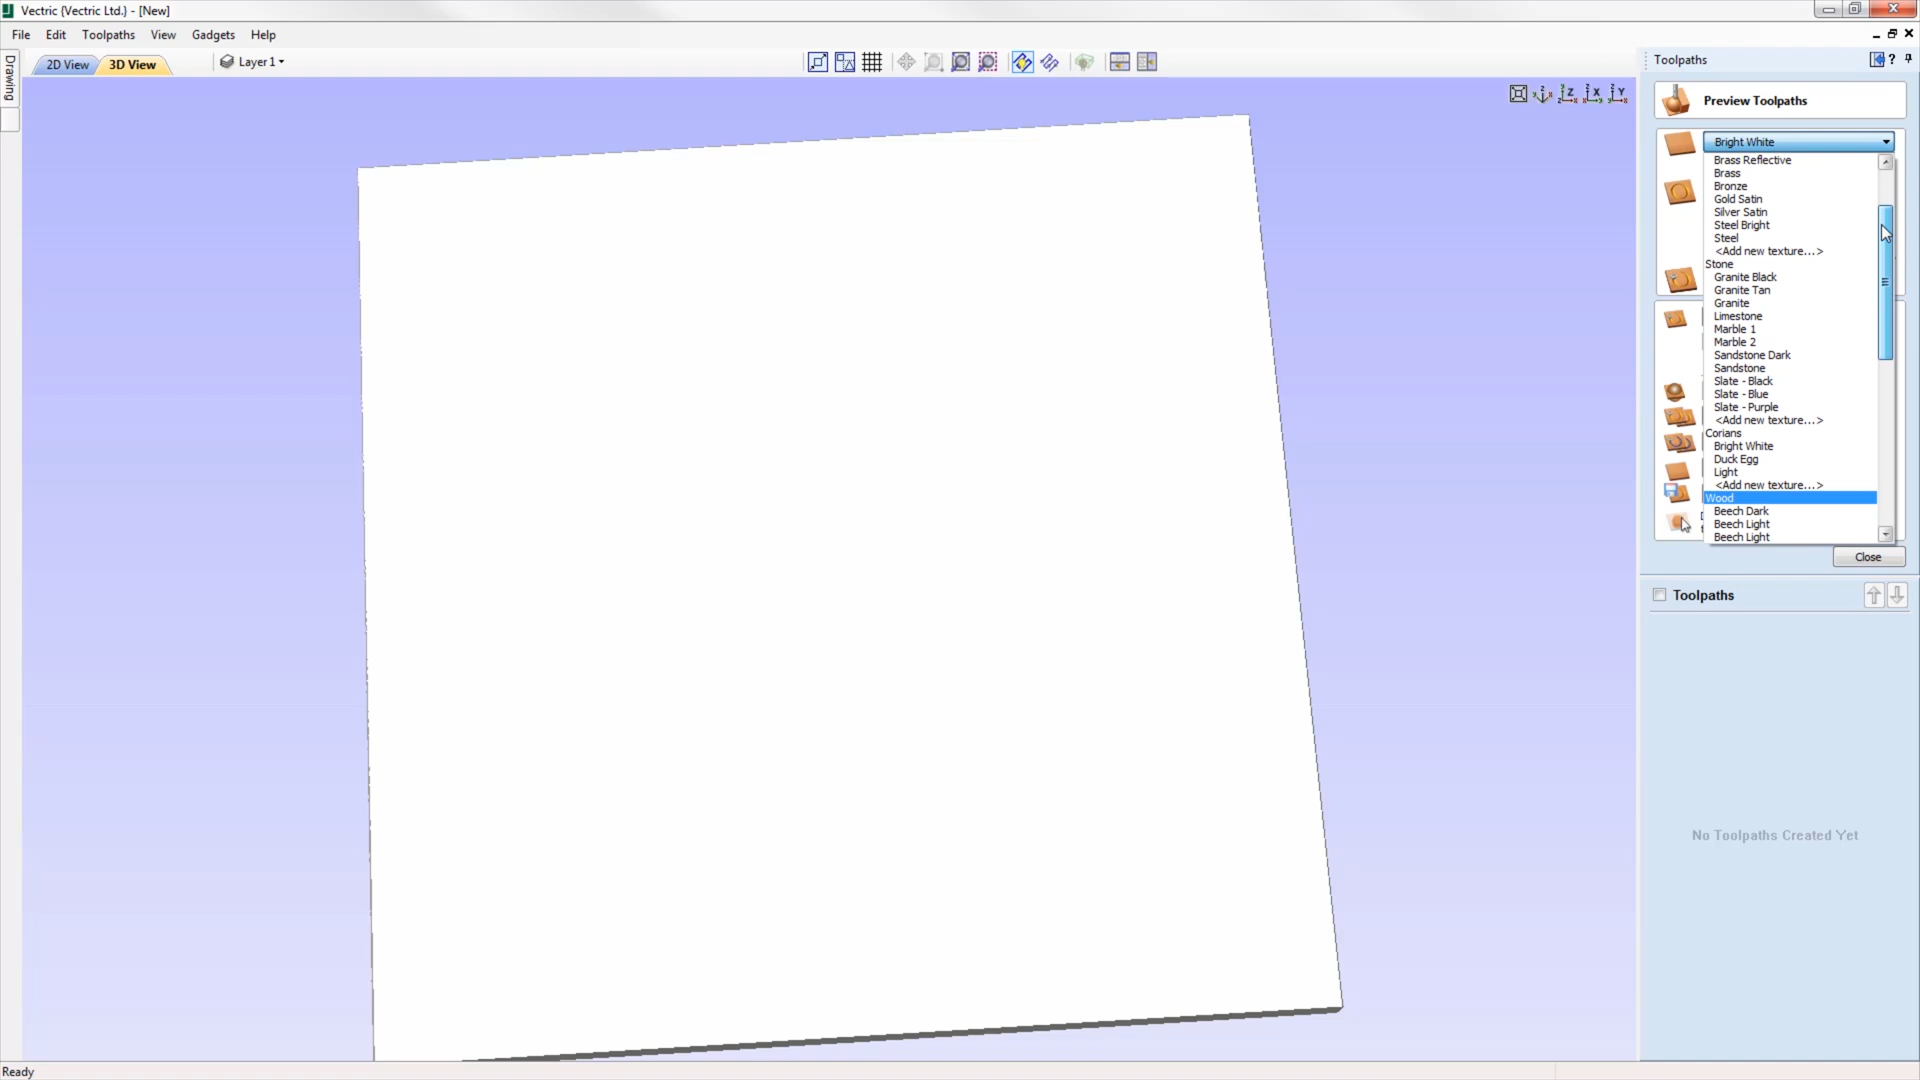 Vectric {Vectric Ltd.} - [New]
File Edit Toolpaths View Gadgets Help
Drawing
2D View 3D View Layer 1
Toolpaths
Z X Y
Preview Toolpaths
Bright White
Brass Reflective
Brass
Bronze
Gold Satin
Silver Satin
Steel Bright
Steel
<Add new texture...>
Stone
Granite Black
Granite Tan
Granite
Limestone
Marble 1
Marble 2
Sandstone Dark
Sandstone
Slate - Black
Slate - Blue
Slate - Purple
<Add new texture...>
Corians
Bright White
Duck Egg
Light
<Add new texture...>
Wood
Beech Dark
Beech Light
Beech Light
Close
Toolpaths
No Toolpaths Created Yet
Ready